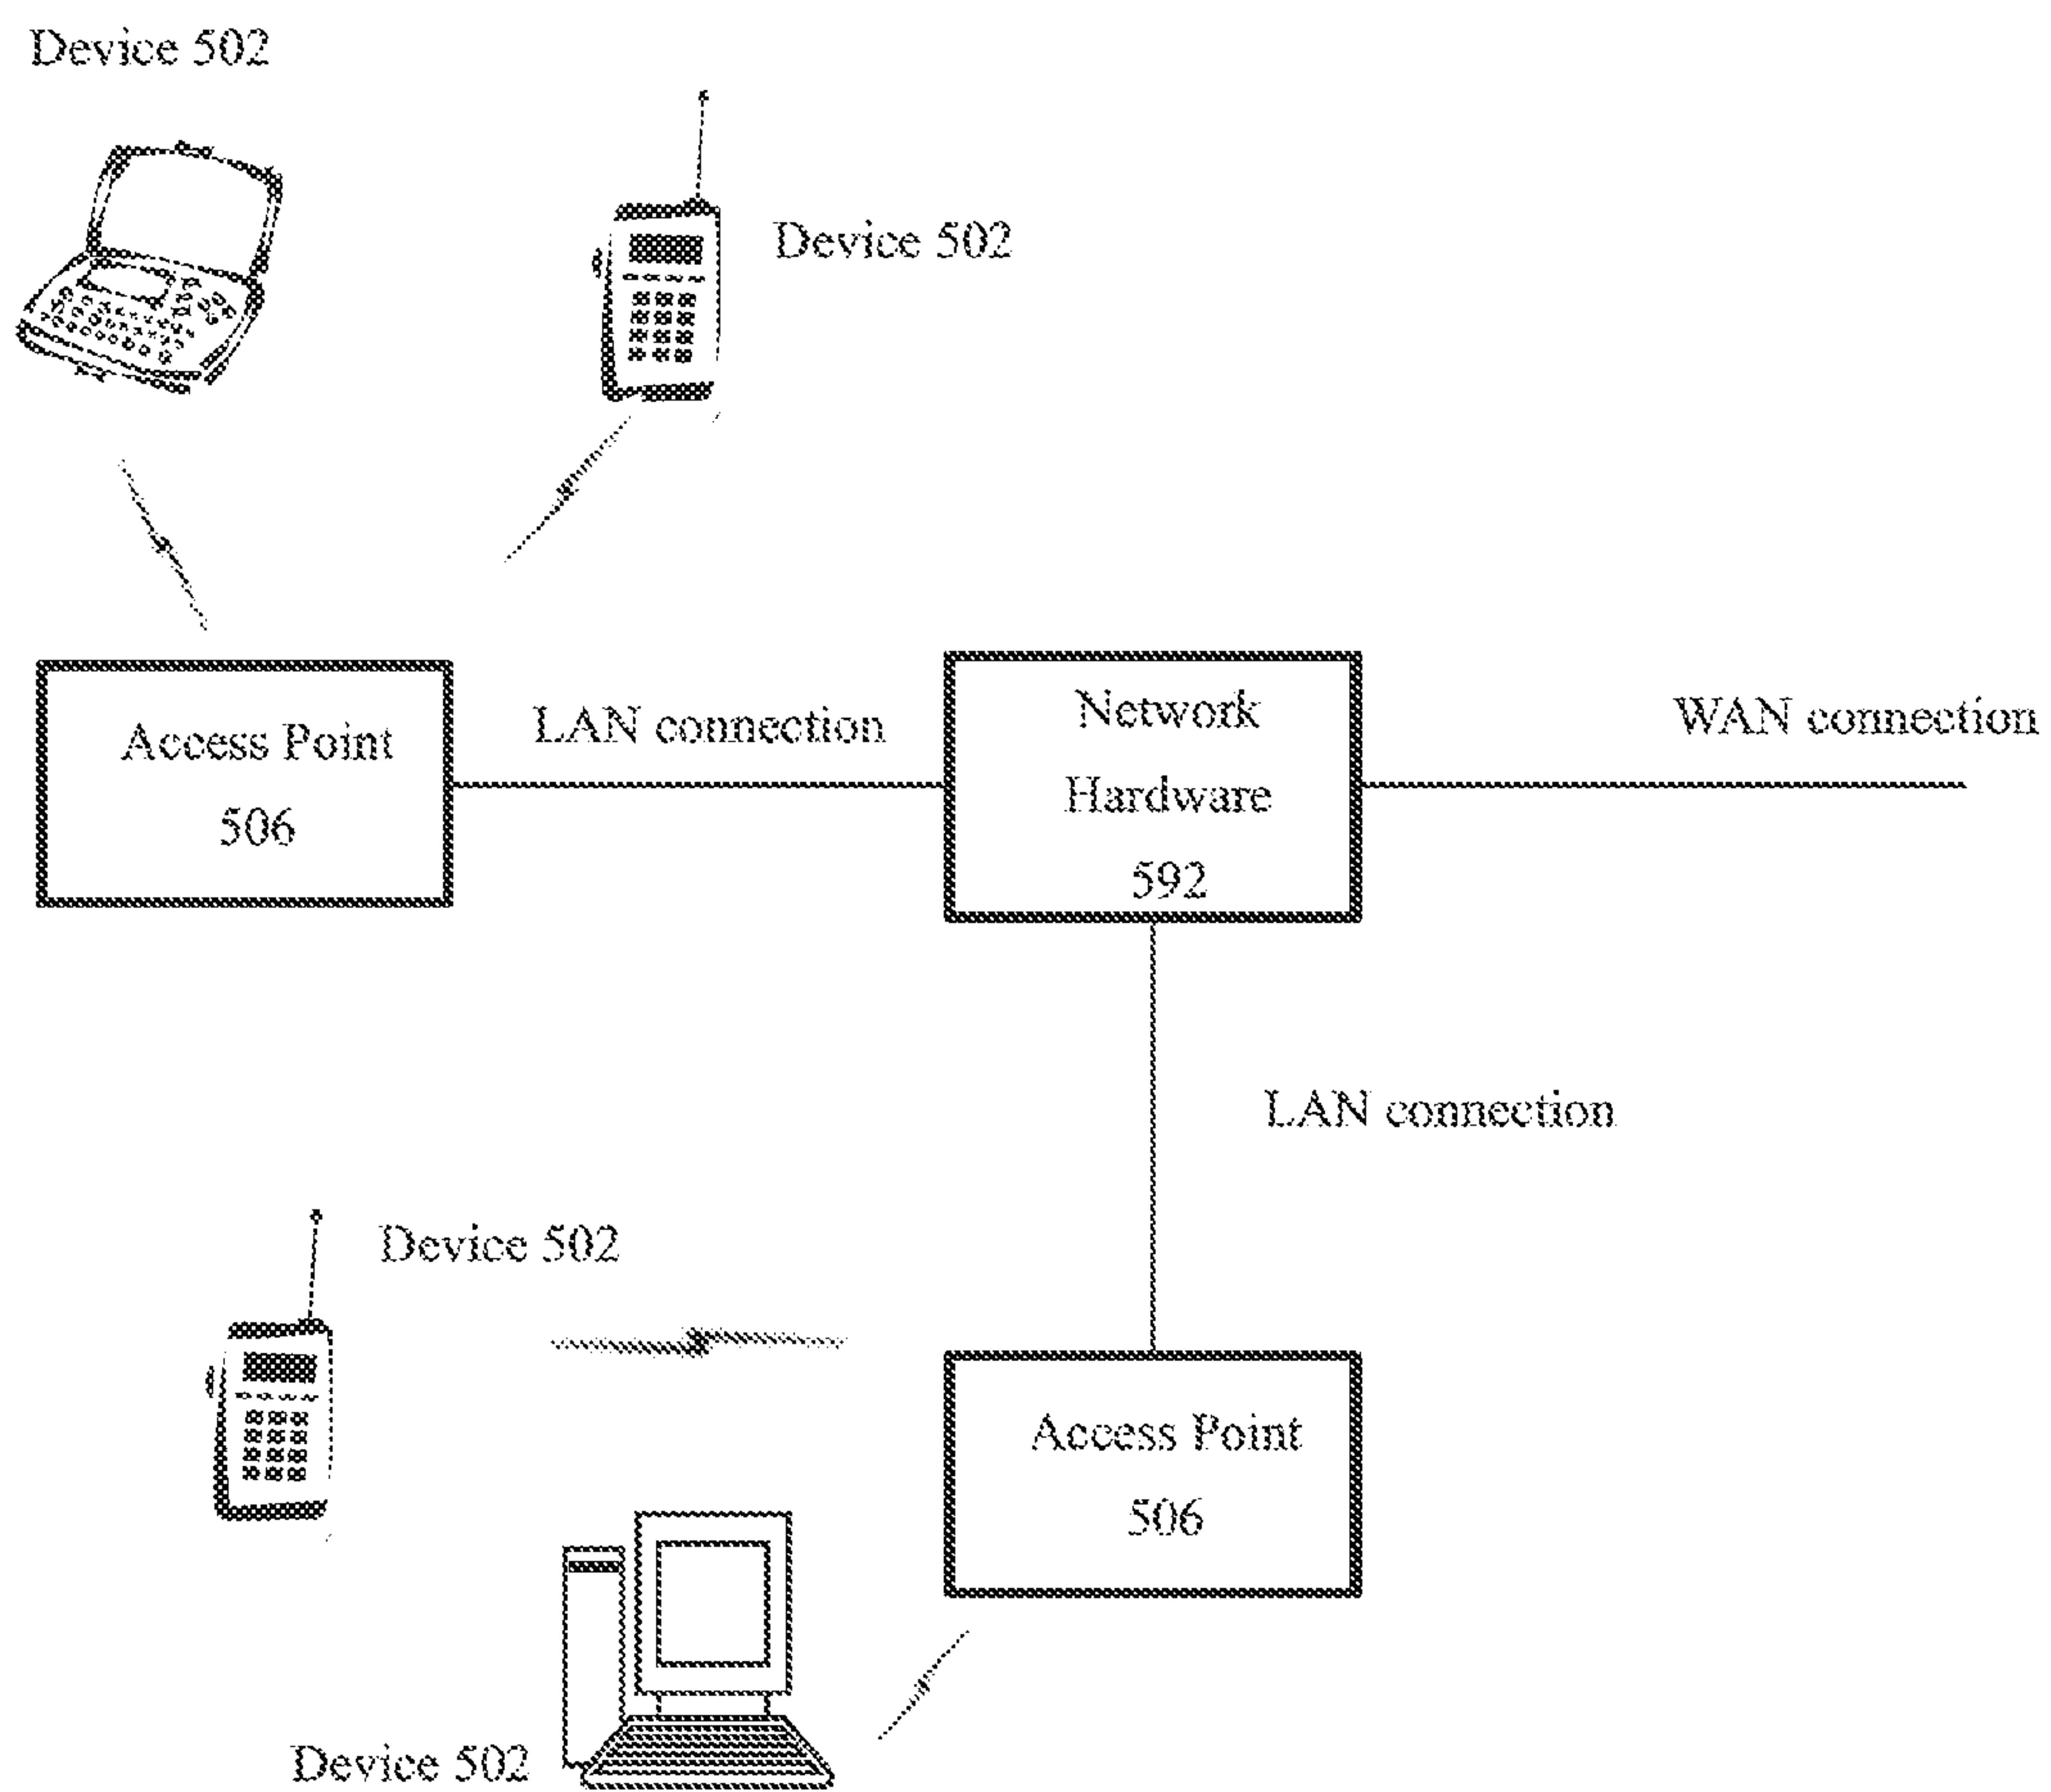 Device 502
Device 502
Access Point
506
LAN connection
Network
Hardware
592
WAN connection
LAN connection
Device 502
Access Point
506
Device 502